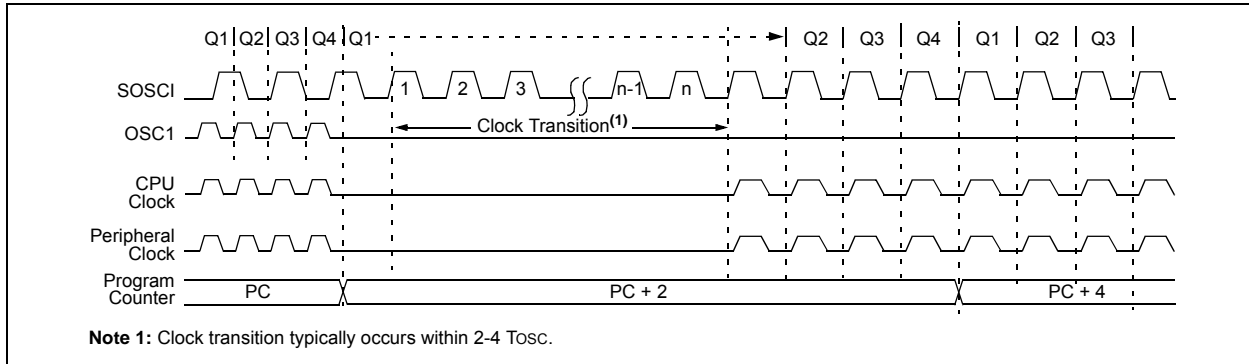 Q1 Q2 Q3 Q4 Q1 Q2 Q3 Q4 Q1 Q2 Q3
SOSCI 1 2 3 n-1 n
Clock Transition(1)
OSC1
CPU
Clock
Peripheral
Clock
Program
Counter
PC PC + 2 PC + 4
Note 1: Clock transition typically occurs within 2-4 TOSC.